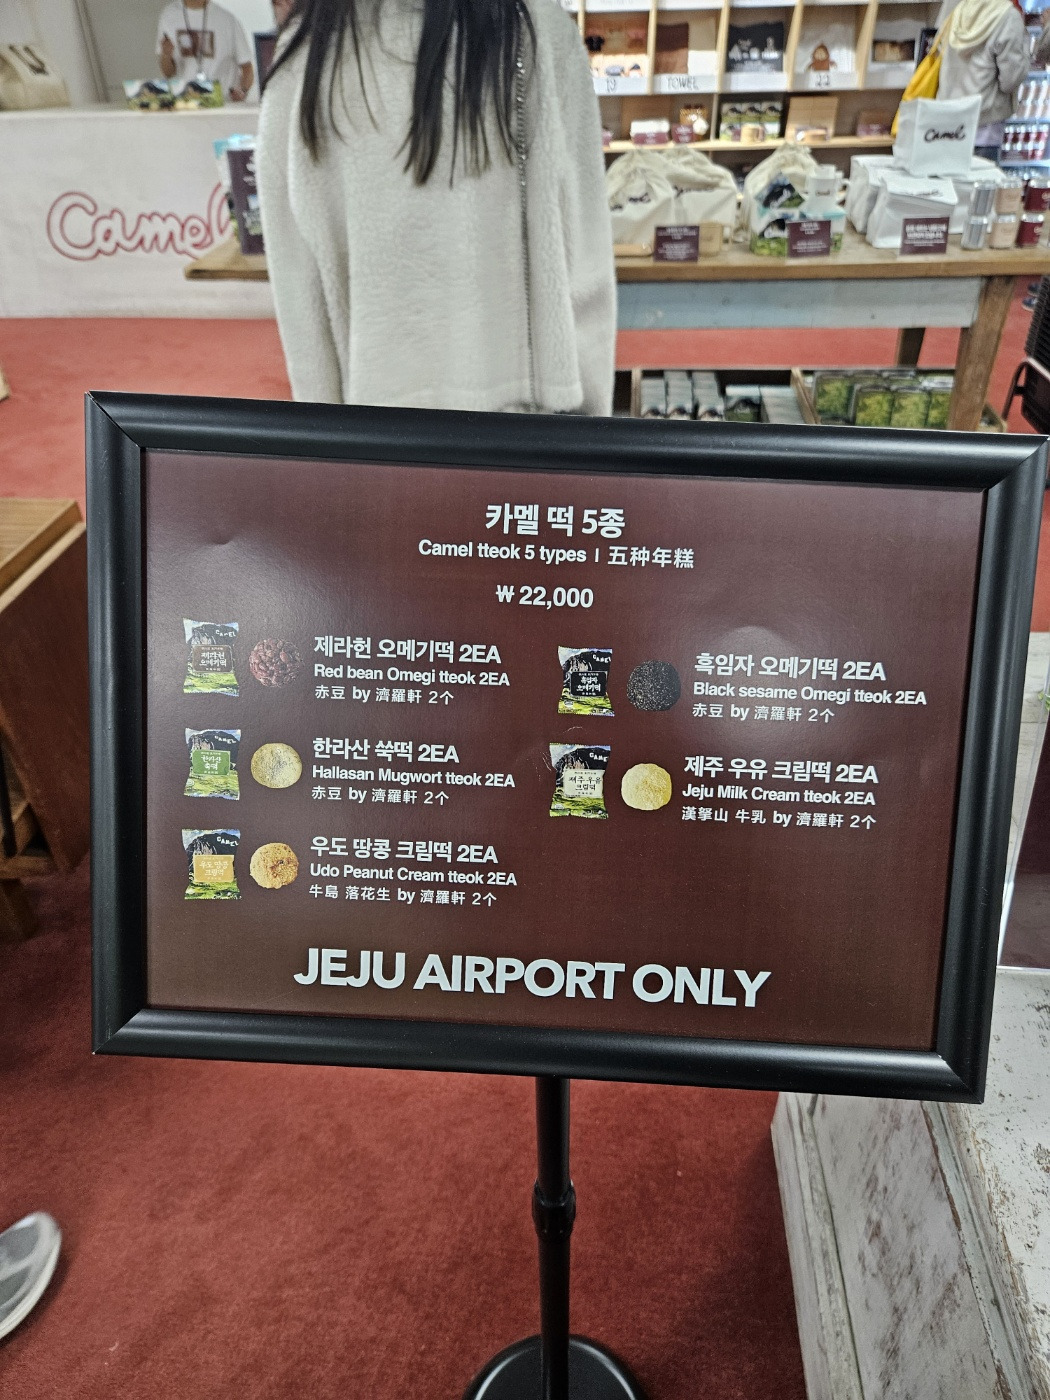 Camel
TOWEL
Camel
카멜 떡 5종
Camel tteok 5 types | 五种年糕
₩ 22,000
제라헌 오메기떡 2EA
Red bean Omegi tteok 2EA
赤豆 by 濟羅軒 2个
흑임자 오메기떡 2EA
Black sesame Omegi tteok 2EA
赤豆 by 濟羅軒 2个
한라산 쑥떡 2EA
Hallasan Mugwort tteok 2EA
赤豆 by 濟羅軒 2个
제주 우유 크림떡 2EA
Jeju Milk Cream tteok 2EA
漢拏山 牛乳 by 濟羅軒 2个
우도 땅콩 크림떡 2EA
Udo Peanut Cream tteok 2EA
牛島 落花生 by 濟羅軒 2个
JEJU AIRPORT ONLY